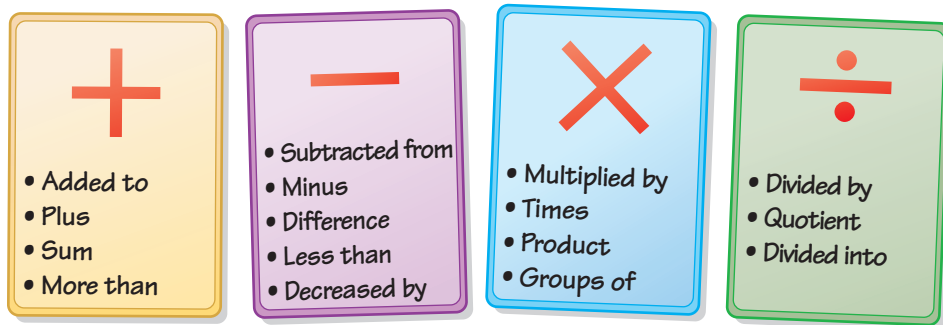 +
• Added to
• Plus
• Sum
• More than
−
• Subtracted from
• Minus
• Difference
• Less than
• Decreased by
×
• Multiplied by
• Times
• Product
• Groups of
÷
• Divided by
• Quotient
• Divided into